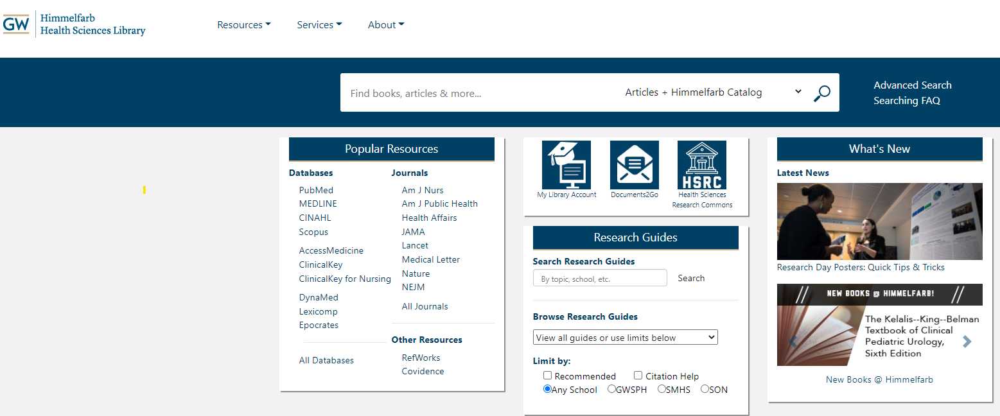 GW
Himmelfarb
Health Sciences Library
Resources
Services
About
Find books, articles & more...
Articles + Himmelfarb Catalog
Advanced Search
Searching FAQ
Popular Resources
Databases
PubMed
MEDLINE
CINAHL
Scopus
AccessMedicine
ClinicalKey
ClinicalKey for Nursing
DynaMed
Lexicomp
Epocrates
All Databases
Journals
Am J Nurs
Am J Public Health
Health Affairs
JAMA
Lancet
Medical Letter
Nature
NEJM
All Journals
Other Resources
RefWorks
Covidence
My Library Account
Documents2Go
HSRC
Health Sciences
Research Commons
Research Guides
Search Research Guides
By topic, school, etc.
Search
Browse Research Guides
View all guides or use limits below
Limit by:
Recommended
Citation Help
Any School
GWSPH
SMHS
SON
What's New
Latest News
Research Day Posters: Quick Tips & Tricks
NEW BOOKS @ HIMMELFARB!
The Kelalis--King--Belman
Textbook of Clinical
Pediatric Urology,
Sixth Edition
New Books @ Himmelfarb